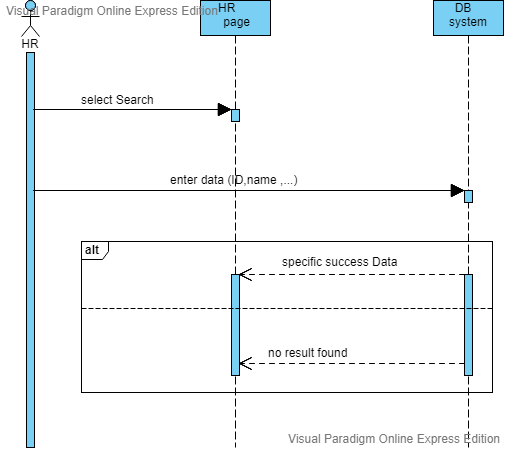 Visual Paradigm Online Express Edition
HR
page
DB
system
HR
select Search
enter data (ID,name ,...)
alt
specific success Data
no result found
Visual Paradigm Online Express Edition